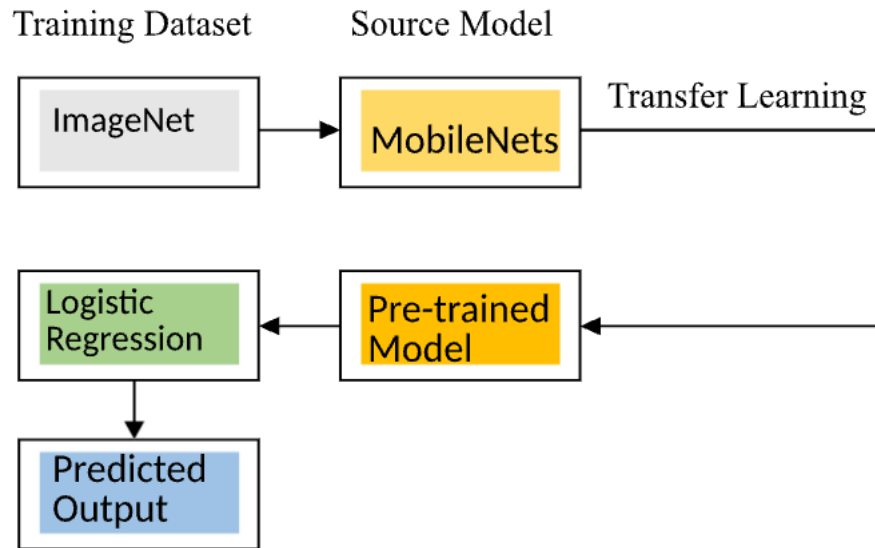 Training Dataset
Source Model
ImageNet
MobileNets
Transfer Learning
Logistic
Regression
Pre-trained
Model
Predicted
Output